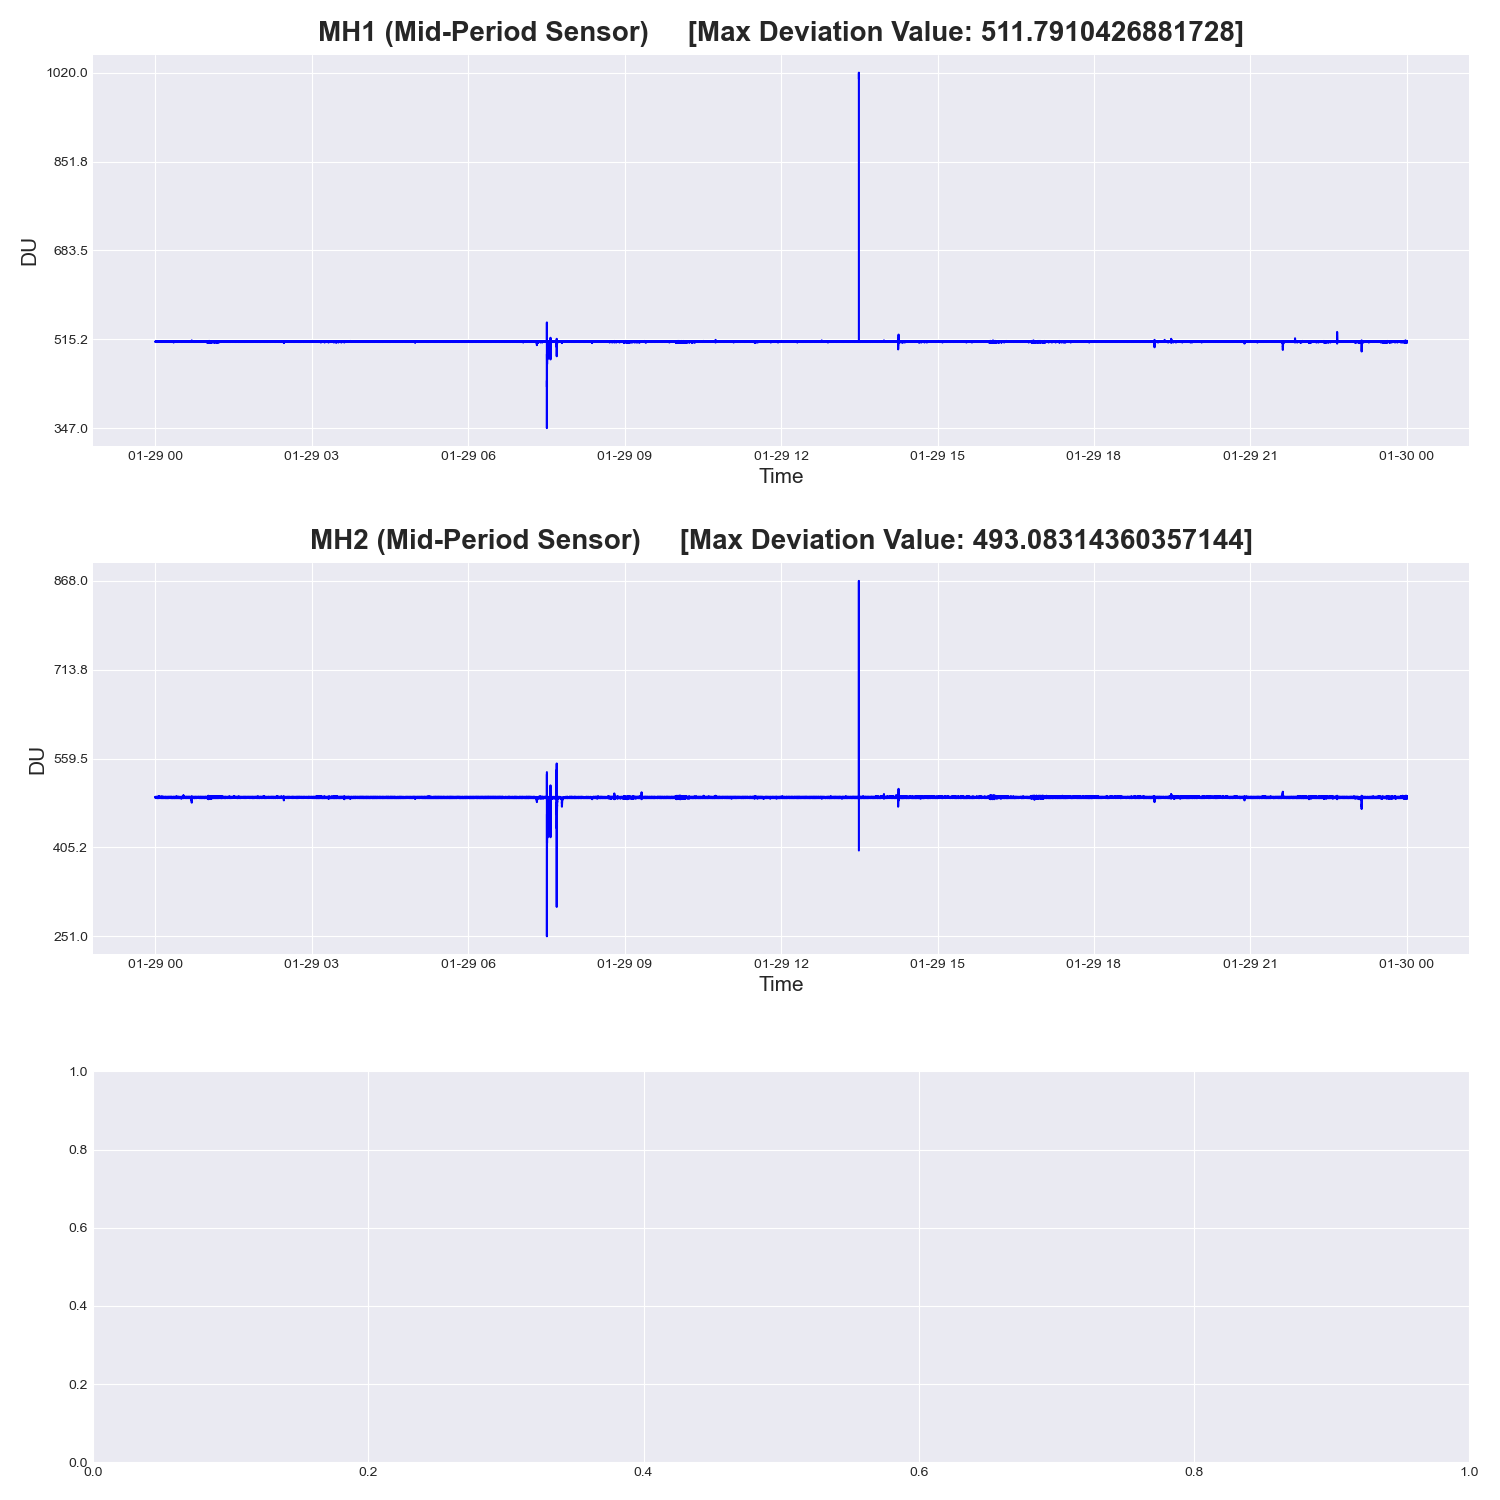 MH1 (Mid-Period Sensor) [Max Deviation Value: 511.7910426881728]
1020.0
851.8
683.5
515.2
347.0
DU
01-29 00 01-29 03 01-29 06 01-29 09 01-29 12 01-29 15 01-29 18 01-29 21 01-30 00
Time
MH2 (Mid-Period Sensor) [Max Deviation Value: 493.08314360357144]
868.0
713.8
559.5
405.2
251.0
DU
01-29 00 01-29 03 01-29 06 01-29 09 01-29 12 01-29 15 01-29 18 01-29 21 01-30 00
Time
1.0
0.8
0.6
0.4
0.2
0.0
0.0 0.2 0.4 0.6 0.8 1.0